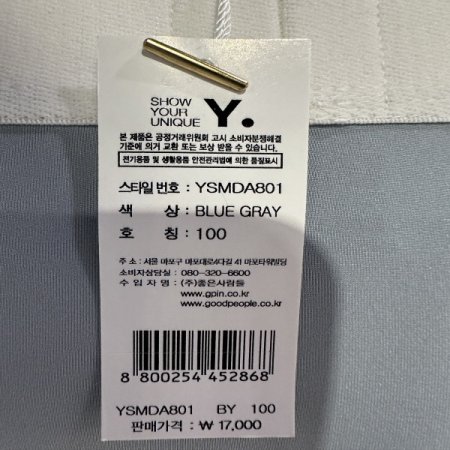 SHOW
YOUR
UNIQUE
Y.
본 제품은 공정거래위원회 고시 소비자분쟁해결
기준에 의거 교환 또는 보상 받을 수 있습니다.
전기용품 및 생활용품 안전관리법에 의한 품질표시
스타일번호 : YSMDA801
색 상 : BLUE GRAY
호 칭 : 100
주 소 : 서울 마포구 마포대로4다길 41 마포타워빌딩
소비자상담실 : 080-320-6600
수 입 자 명 : (주)좋은사람들
www.gpin.co.kr
www.goodpeople.co.kr
8 800254 452868
YSMDA801 BY 100
판매가격 : ₩ 17,000